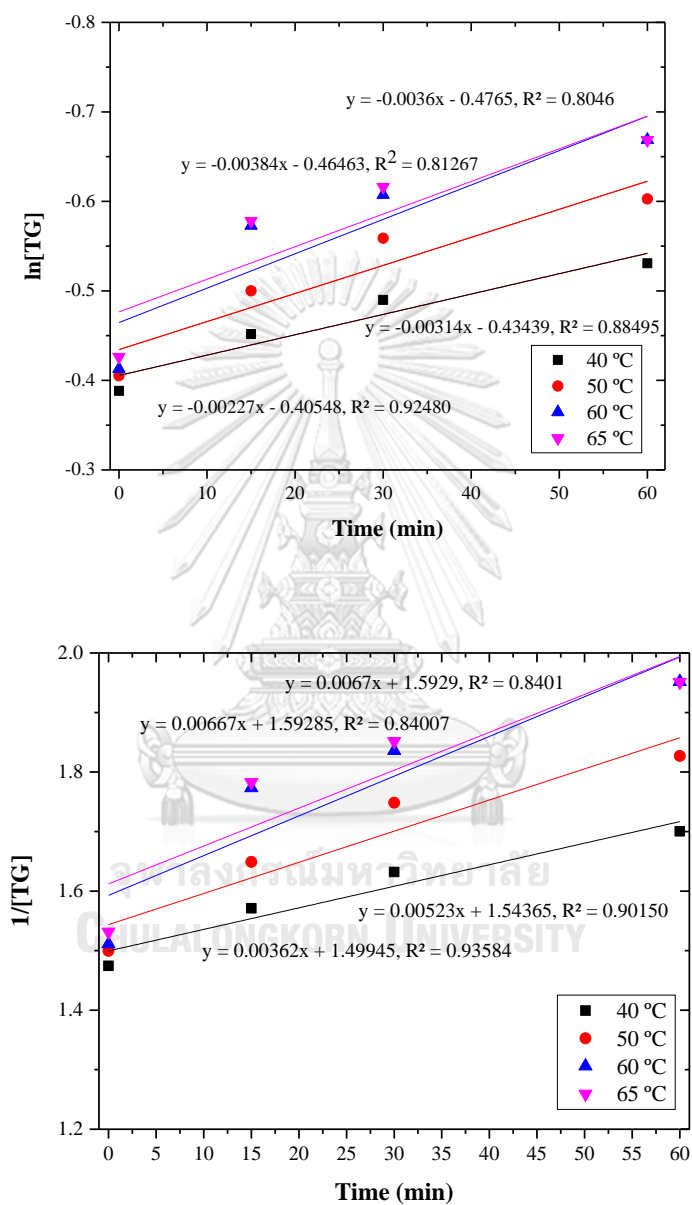 -0.8
-0.7
-0.6
-0.5
-0.4
-0.3
ln[TG]
y = -0.0036x - 0.4765, R² = 0.8046
y = -0.00384x - 0.46463, R² = 0.81267
y = -0.00314x - 0.43439, R² = 0.88495
y = -0.00227x - 0.40548, R² = 0.92480
40 ºC
50 ºC
60 ºC
65 ºC
0 10 20 30 40 50 60
Time (min)
2.0
1.8
1.6
1.4
1.2
1/[TG]
y = 0.0067x + 1.5929, R² = 0.8401
y = 0.00667x + 1.59285, R² = 0.84007
จุฬาลงกรณ์มหาวิทยาลัย
y = 0.00523x + 1.54365, R² = 0.90150
CHULALONGKORN UNIVERSITY
y = 0.00362x + 1.49945, R² = 0.93584
40 ºC
50 ºC
60 ºC
65 ºC
0 5 10 15 20 25 30 35 40 45 50 55 60
Time (min)